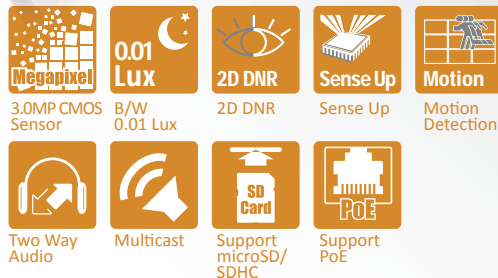 Megapixel
3.0MP CMOS
Sensor
0.01
Lux
B/W
0.01 Lux
2D DNR
2D DNR
Sense Up
Sense Up
Motion
Motion
Detection
Two Way
Audio
Multicast
SD
Card
Support
microSD/
SDHC
PoE
Support
PoE